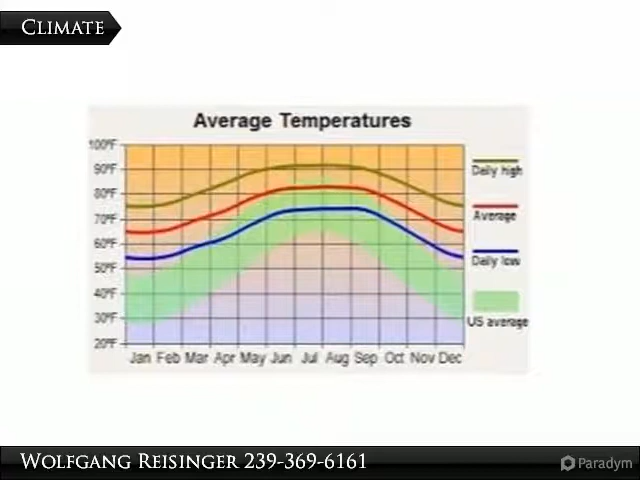 Climate
Average Temperatures
100°F
90°F
80°F
70°F
60°F
50°F
40°F
30°F
20°F
Jan Feb Mar Apr May Jun Jul Aug Sep Oct Nov Dec
Daily high
Average
Daily low
US average
Wolfgang Reisinger 239-369-6161
Paradym